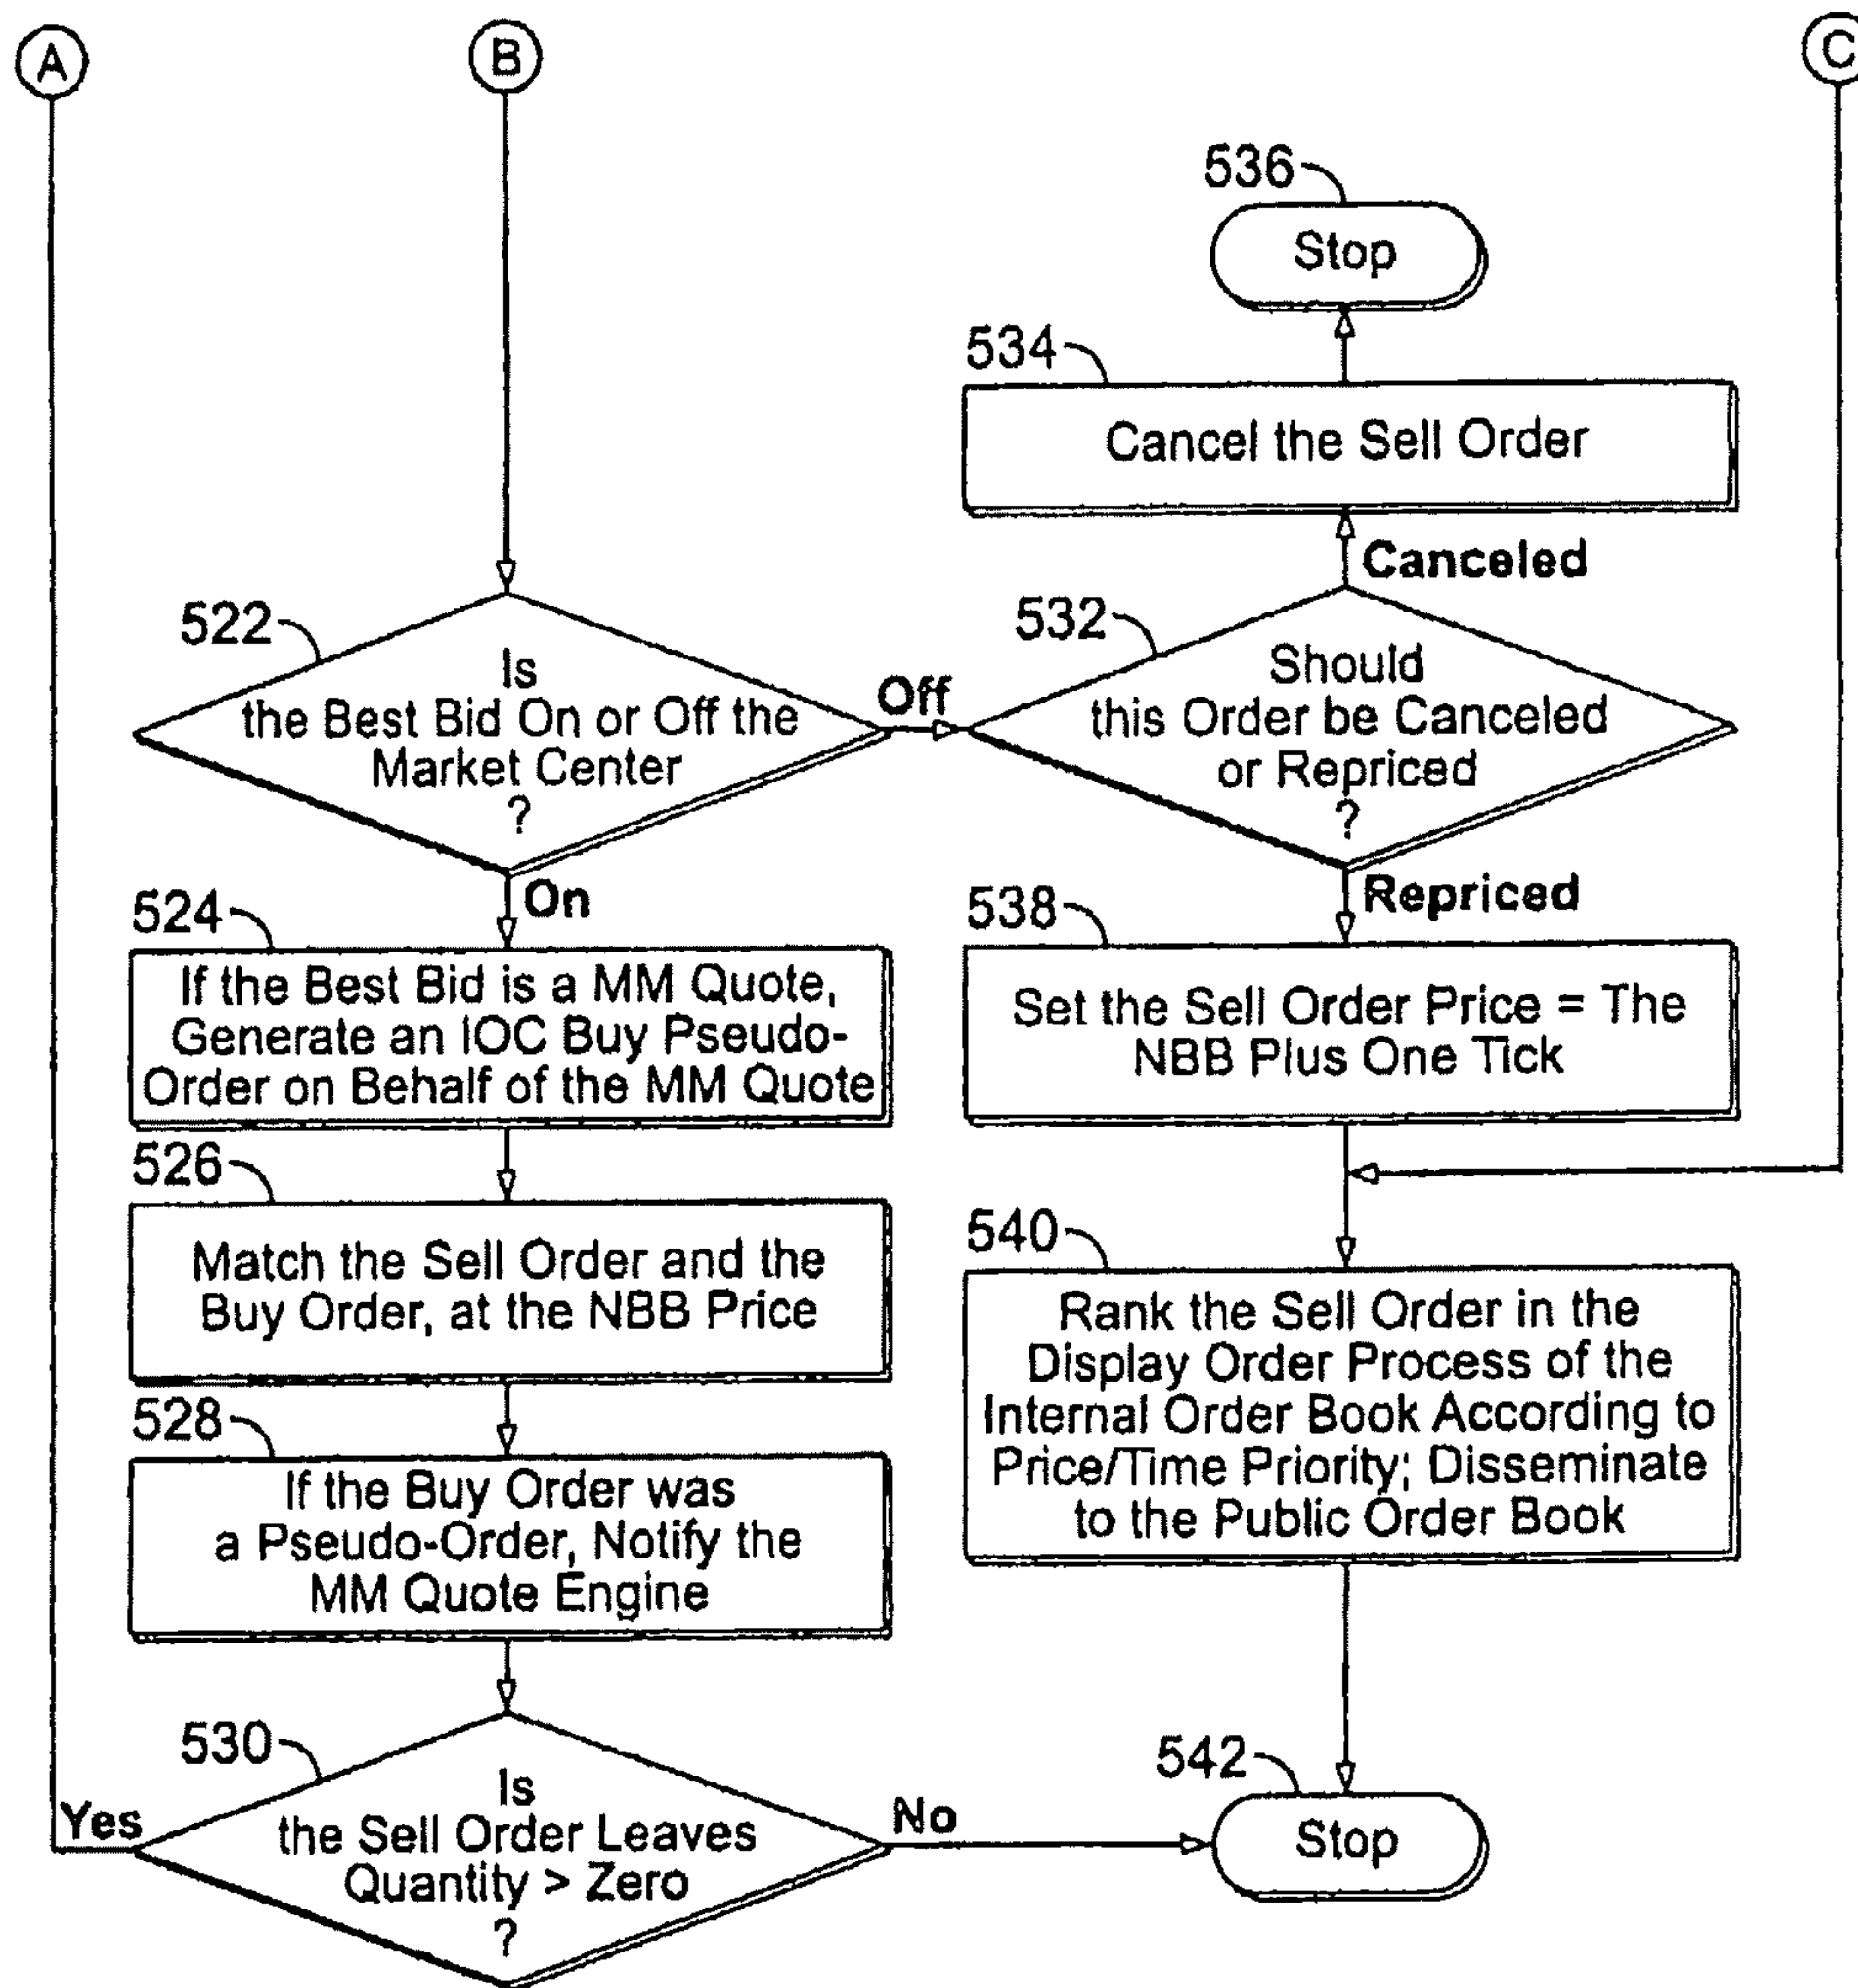 A
B
C
536
Stop
534
Cancel the Sell Order
Canceled
522
Is
the Best Bid On or Off the
Market Center
?
Off
532
Should
this Order be Canceled
or Repriced
?
On
Repriced
524
If the Best Bid is a MM Quote,
Generate an IOC Buy Pseudo-
Order on Behalf of the MM Quote
538
Set the Sell Order Price = The
NBB Plus One Tick
526
Match the Sell Order and the
Buy Order, at the NBB Price
540
Rank the Sell Order in the
Display Order Process of the
Internal Order Book According to
Price/Time Priority; Disseminate
to the Public Order Book
528
If the Buy Order was
a Pseudo-Order, Notify the
MM Quote Engine
530
Is
the Sell Order Leaves
Quantity > Zero
?
Yes
No
542
Stop